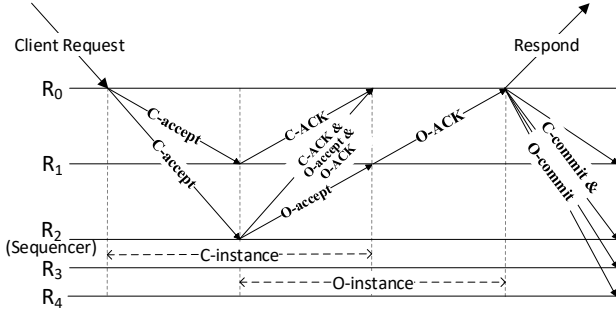 Client Request
Respond
R0
C-accept
C-ACK
O-ACK
C-accept
C-ACK &
O-accept &
O-ACK
C-commit &
O-commit
R1
O-accept
R2
(Sequencer)
C-instance
R3
O-instance
R4